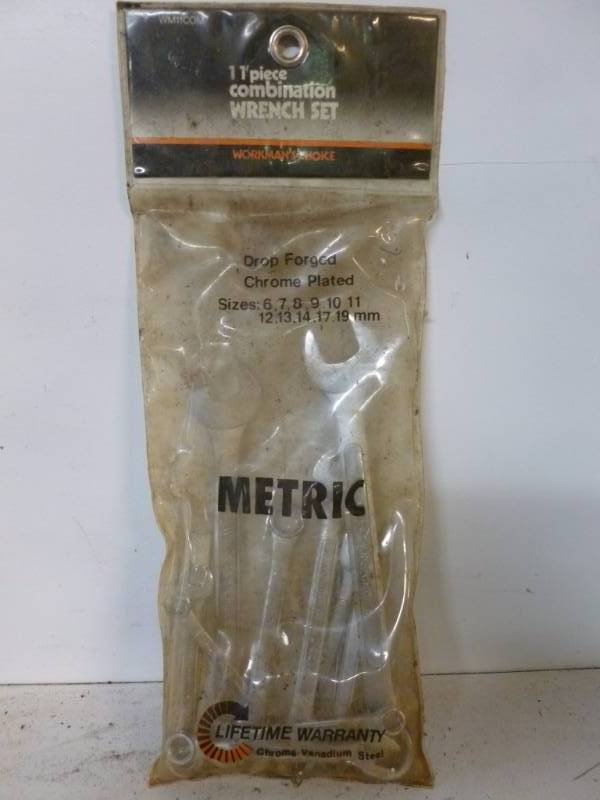 WM11COM
11 piece
combination
WRENCH SET
WORKMAN'S CHOICE
Drop Forged
Chrome Plated
Sizes: 6,7,8,9,10,11
12,13,14,17,19 mm
METRIC
LIFETIME WARRANTY
Chrome-Vanadium Steel